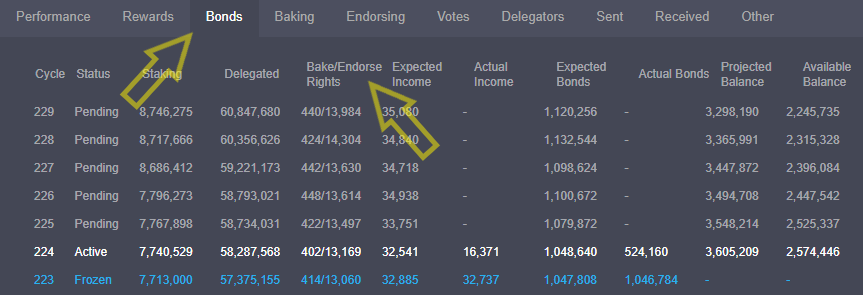 Performance Rewards Bonds Baking Endorsing Votes Delegators Sent Received Other
Cycle Status Staking Delegated Bake/Endorse Rights Expected Income Actual Income Expected Bonds Actual Bonds Projected Balance Available Balance
229 Pending 8,746,275 60,847,680 440/13,984 35,080 - 1,120,256 - 3,298,190 2,245,735
228 Pending 8,717,666 60,356,626 424/14,304 34,840 - 1,132,544 - 3,365,991 2,315,328
227 Pending 8,686,412 59,221,173 442/13,630 34,718 - 1,098,624 - 3,447,872 2,396,084
226 Pending 7,796,273 58,793,021 448/13,614 34,938 - 1,100,672 - 3,494,708 2,447,542
225 Pending 7,767,898 58,734,031 422/13,497 33,751 - 1,079,872 - 3,548,214 2,525,337
224 Active 7,740,529 58,287,568 402/13,169 32,541 16,371 1,048,640 524,160 3,605,209 2,574,446
223 Frozen 7,713,000 57,375,155 414/13,060 32,885 32,737 1,047,808 1,046,784 - -